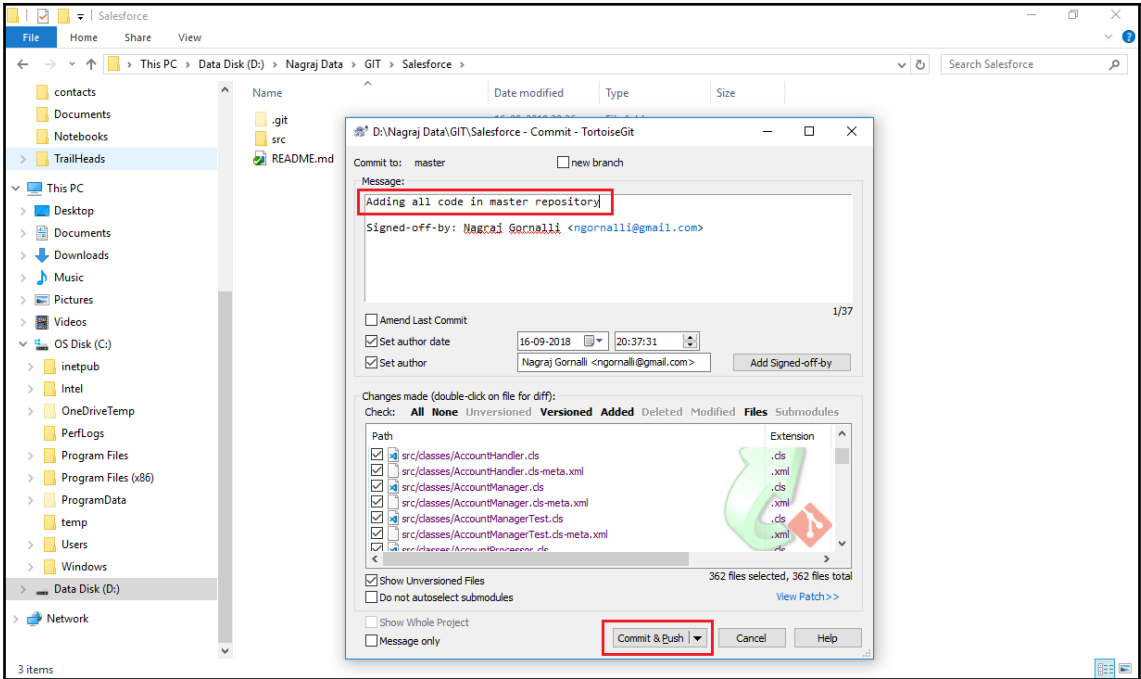 Salesforce
File Home Share View
This PC > Data Disk (D:) > Nagraj Data > GIT > Salesforce >
Search Salesforce
contacts
Documents
Notebooks
TrailHeads
This PC
Desktop
Documents
Downloads
Music
Pictures
Videos
OS Disk (C:)
inetpub
Intel
OneDriveTemp
PerfLogs
Program Files
Program Files (x86)
ProgramData
temp
Users
Windows
Data Disk (D:)
Network
3 items
Name Date modified Type Size
.git
src
README.md
D:\Nagraj Data\GIT\Salesforce - Commit - TortoiseGit
Commit to: master new branch
Message:
Adding all code in master repository
Signed-off-by: Nagraj Gornalli <ngornalli@gmail.com>
1/37
Amend Last Commit
Set author date 16-09-2018 20:37:31
Set author Nagraj Gornalli <ngornalli@gmail.com> Add Signed-off-by
Changes made (double-click on file for diff):
Check: All None Unversioned Versioned Added Deleted Modified Files Submodules
Path Extension
src/classes/AccountHandler.cls .cls
src/classes/AccountHandler.cls-meta.xml .xml
src/classes/AccountManager.cls .cls
src/classes/AccountManager.cls-meta.xml .xml
src/classes/AccountManagerTest.cls .cls
src/classes/AccountManagerTest.cls-meta.xml .xml
src/classes/AccountProcessor.cls .cls
Show Unversioned Files 362 files selected, 362 files total
Do not autoselect submodules View Patch>>
Show Whole Project
Message only
Commit & Push Cancel Help